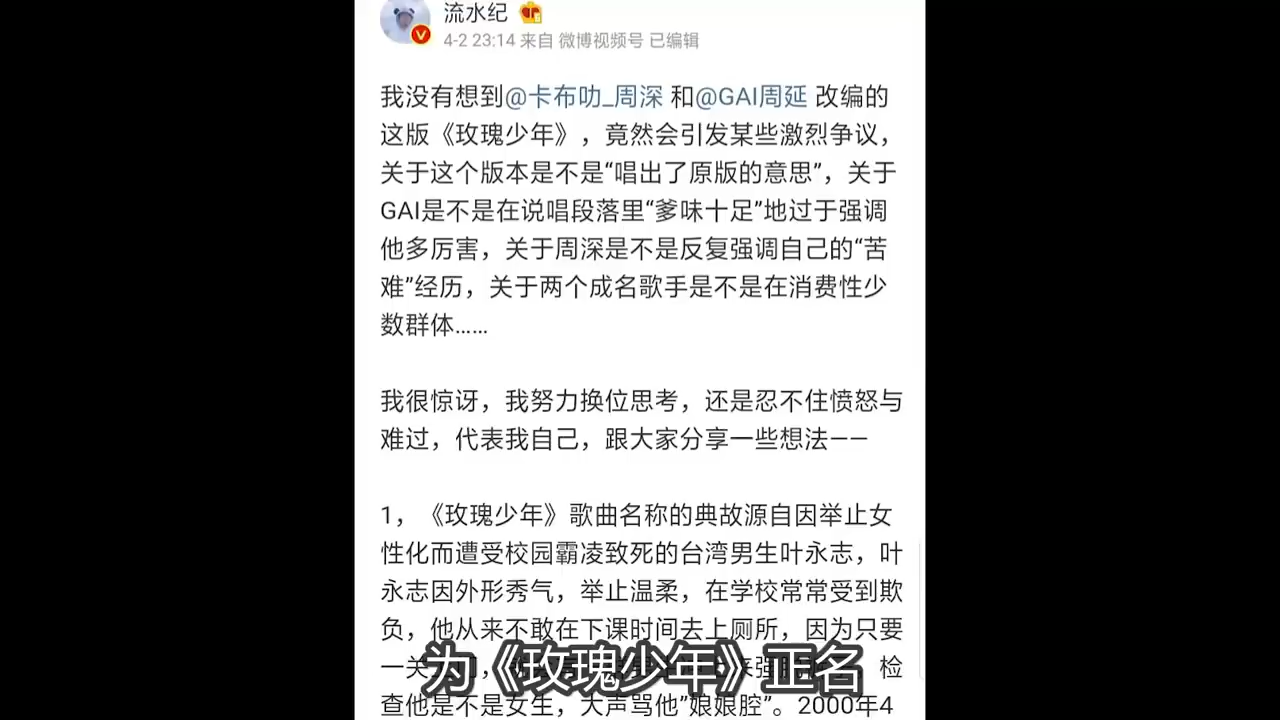 流水纪
4-2 23:14 来自 微博视频号 已编辑
我没有想到@卡布叻_周深 和@GAI周延 改编的
这版《玫瑰少年》，竟然会引发某些激烈争议，
关于这个版本是不是“唱出了原版的意思”，关于
GAI是不是在说唱段落里“爹味十足”地过于强调
他多厉害，关于周深是不是反复强调自己的“苦
难”经历，关于两个成名歌手是不是在消费性少
数群体……
我很惊讶，我努力换位思考，还是忍不住愤怒与
难过，代表我自己，跟大家分享一些想法——
1，《玫瑰少年》歌曲名称的典故源自因举止女
性化而遭受校园霸凌致死的台湾男生叶永志，叶
永志因外形秀气，举止温柔，在学校常常受到欺
负，他从来不敢在下课时间去上厕所，因为只要
一关 检
为《玫瑰少年》正名
查他是不是女生，大声骂他”娘娘腔”。2000年4